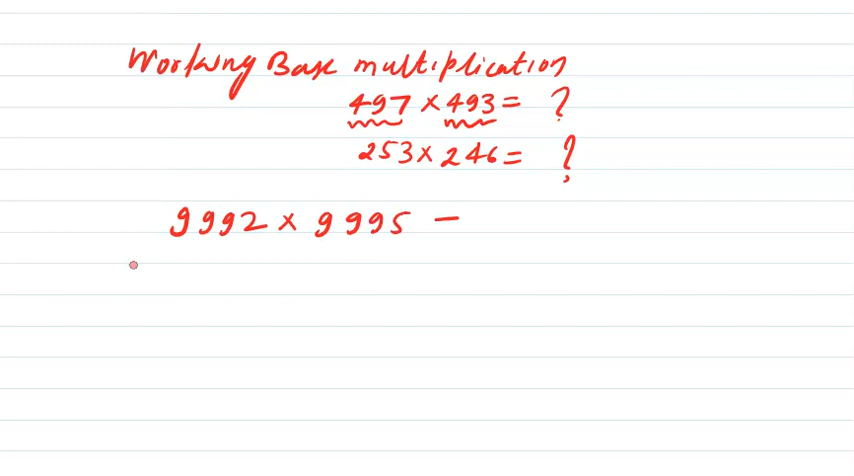 Working Base multiplication
497 × 493 = ?
253 × 246 = ?
9992 × 9995 –